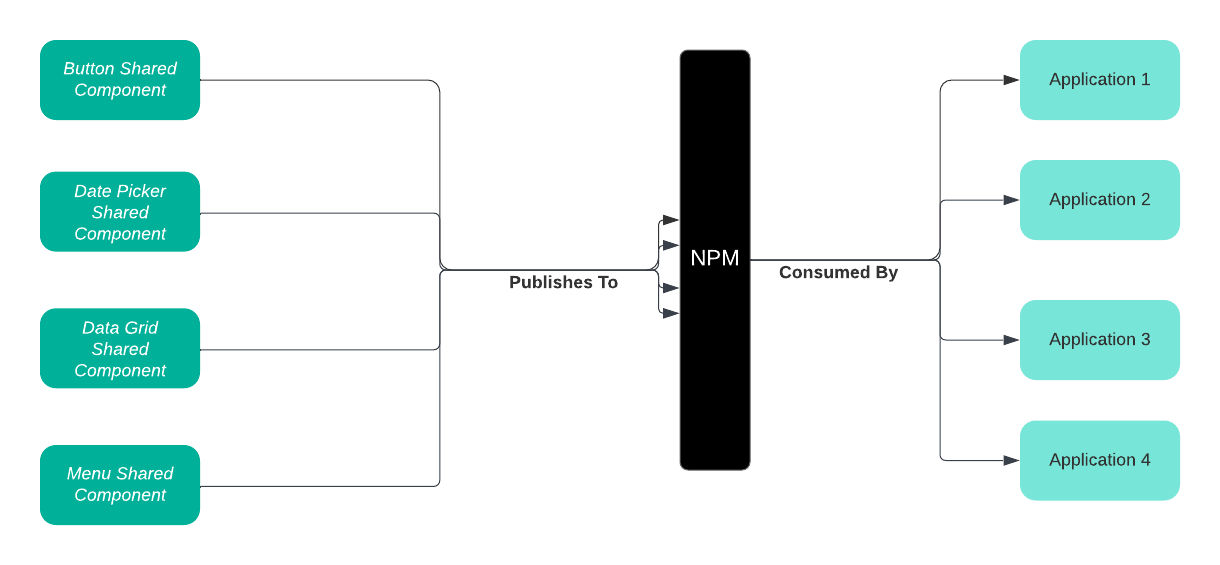 Button Shared
Component
Date Picker
Shared
Component
Data Grid
Shared
Component
Menu Shared
Component
Publishes To
NPM
Consumed By
Application 1
Application 2
Application 3
Application 4